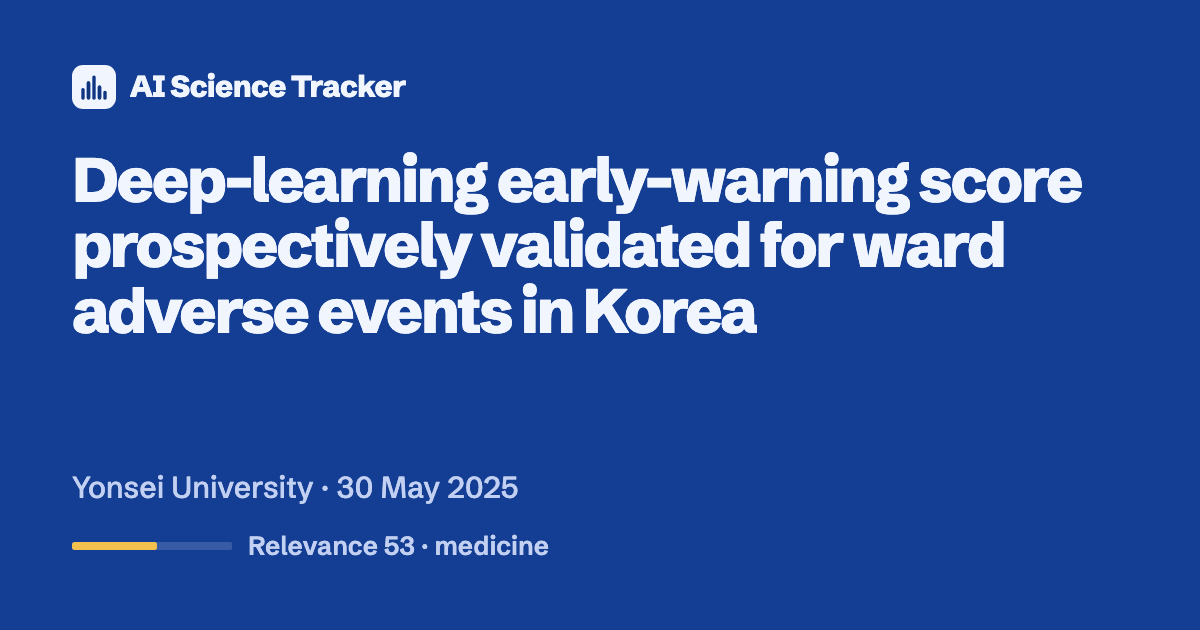 AI Science Tracker
Deep-learning early-warning score
prospectively validated for ward
adverse events in Korea
Yonsei University · 30 May 2025
Relevance 53 · medicine